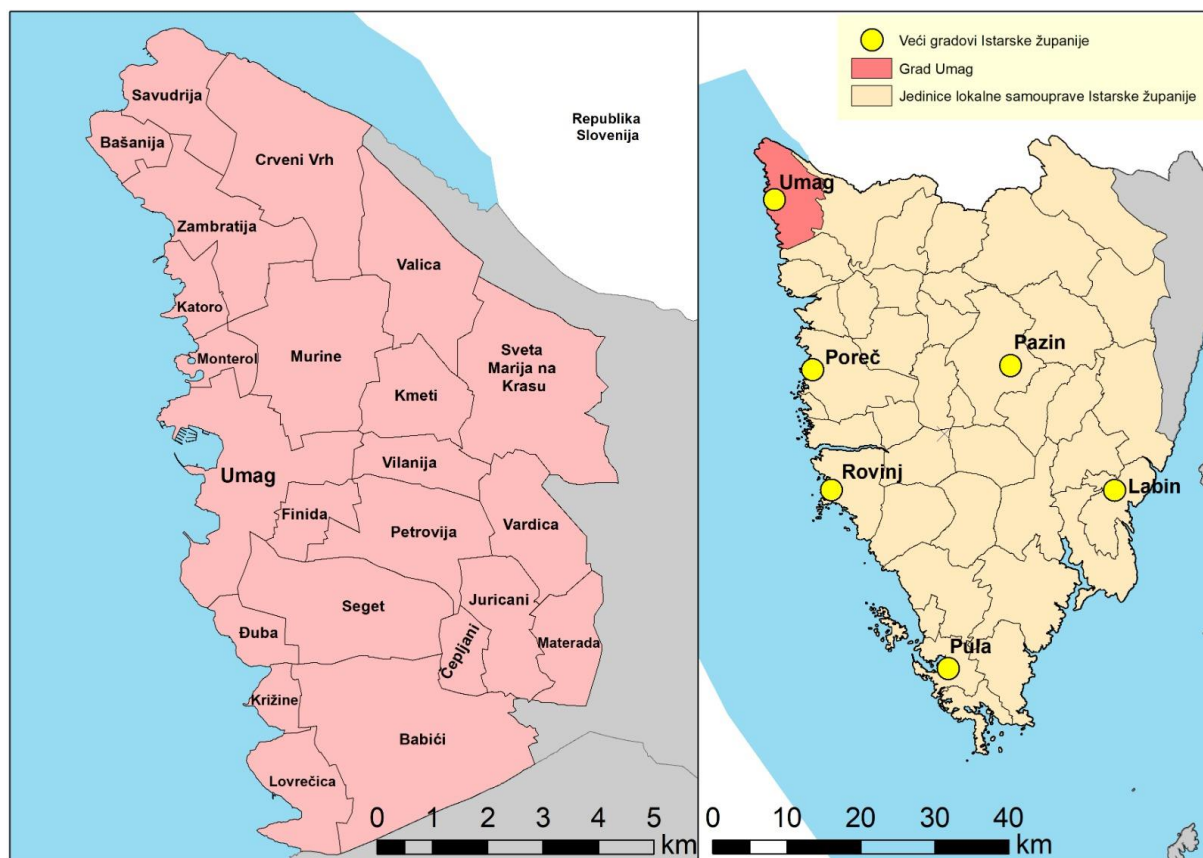 Savudrija
Bašanija
Crveni Vrh
Republika
Slovenija
Zambratija
Valica
Katoro
Monterol
Murine
Sveta
Marija na
Krasu
Kmeti
Vilanija
Umag
Finida
Petrovija
Vardica
Seget
Juricani
Đuba
Čepljani
Materada
Križine
Babići
Lovrečica
0 1 2 3 4 5
km
Veći gradovi Istarske županije
Grad Umag
Jedinice lokalne samouprave Istarske županije
Umag
Poreč
Pazin
Rovinj
Labin
Pula
0 10 20 30 40
km